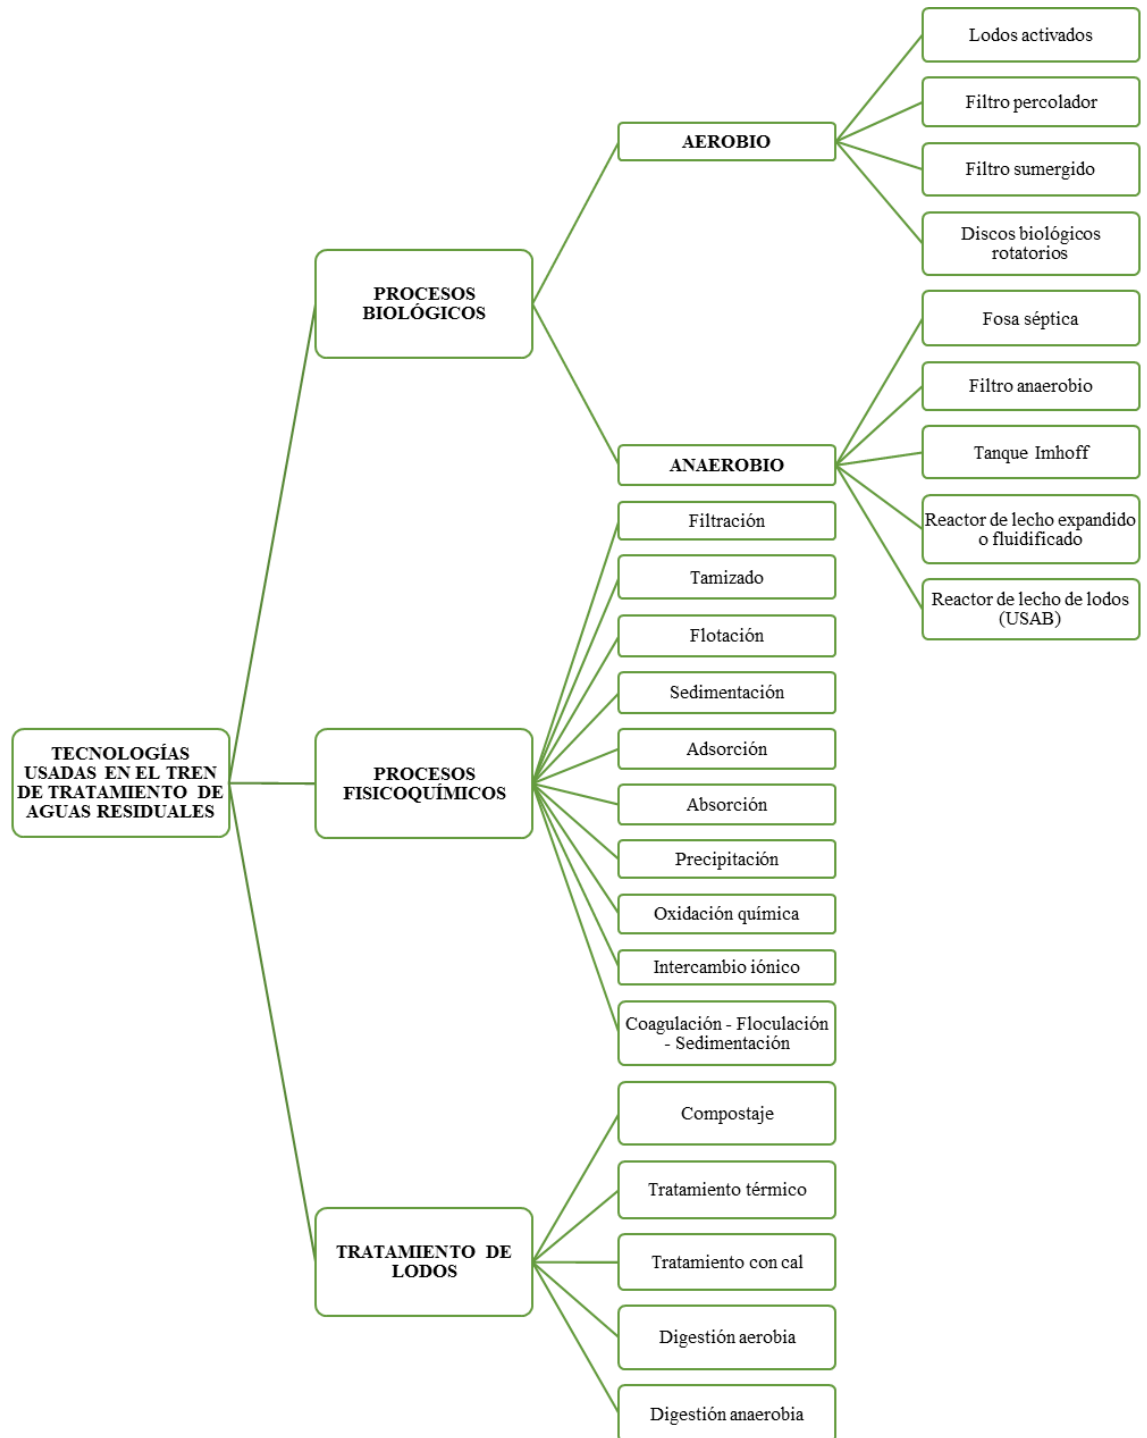 TECNOLOGÍAS
USADAS EN EL TREN
DE TRATAMIENTO DE
AGUAS RESIDUALES
PROCESOS
BIOLÓGICOS
AEROBIO
Lodos activados
Filtro percolador
Filtro sumergido
Discos biológicos
rotatorios
ANAEROBIO
Fosa séptica
Filtro anaerobio
Tanque Imhoff
Reactor de lecho expandido
o fluidificado
Reactor de lecho de lodos
(USAB)
PROCESOS
FISICOQUÍMICOS
Filtración
Tamizado
Flotación
Sedimentación
Adsorción
Absorción
Precipitación
Oxidación química
Intercambio iónico
Coagulación - Floculación
- Sedimentación
TRATAMIENTO DE
LODOS
Compostaje
Tratamiento térmico
Tratamiento con cal
Digestión aerobia
Digestión anaerobia